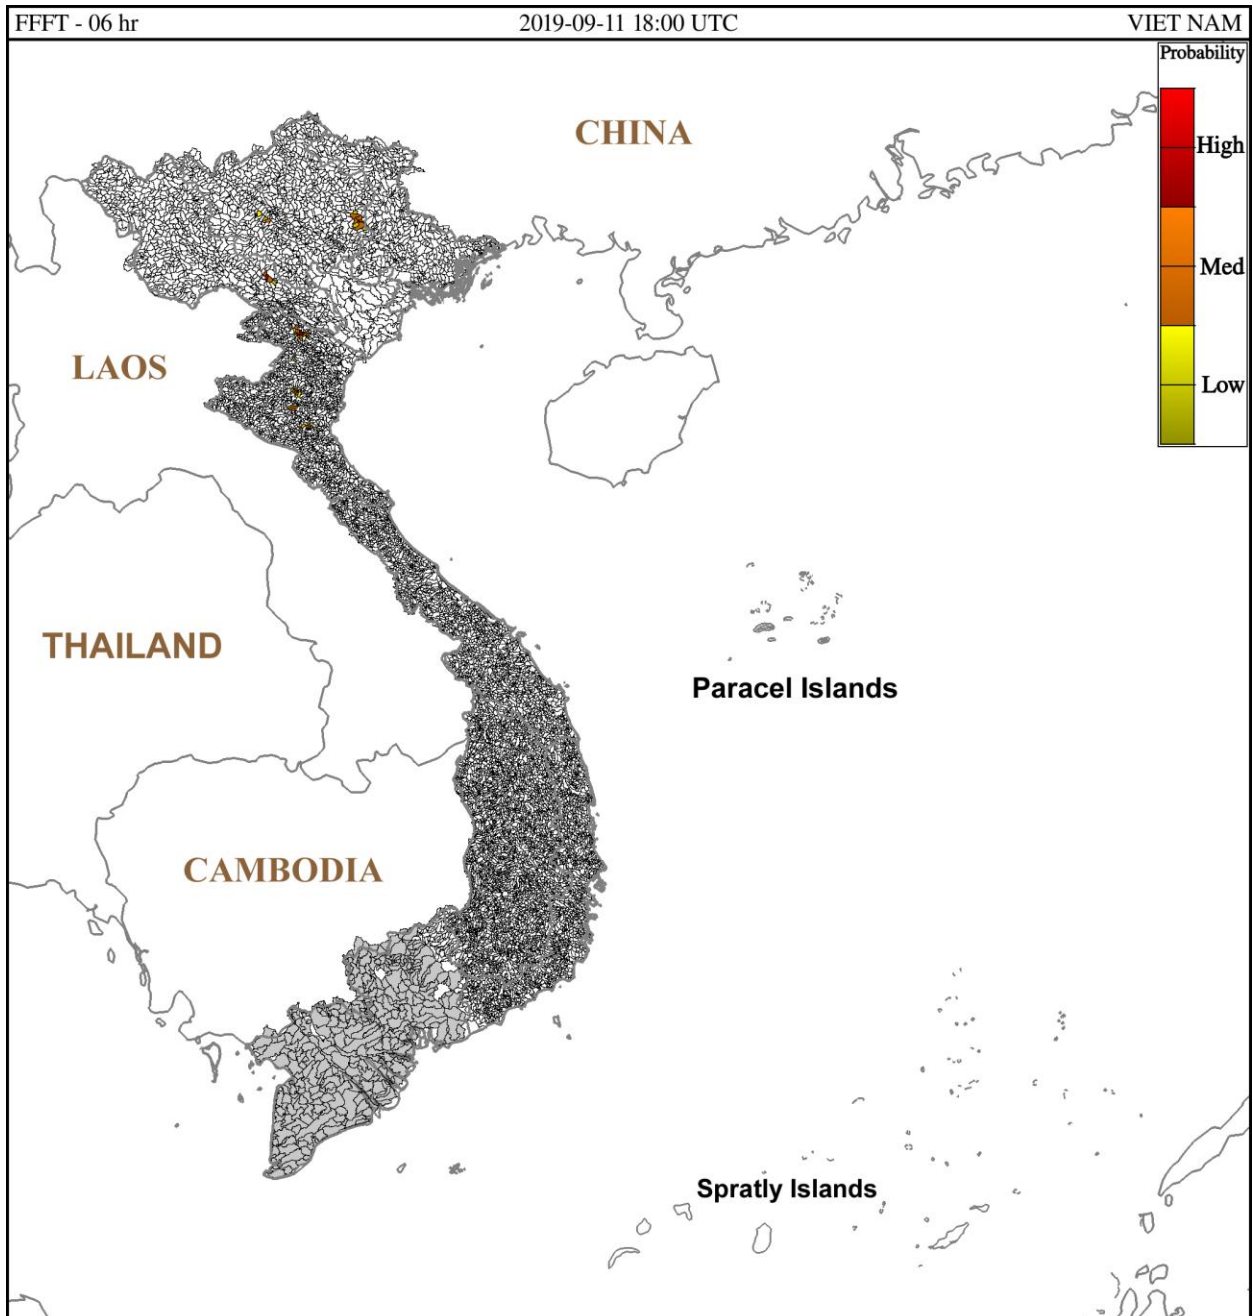 FFFT - 06 hr 2019-09-11 18:00 UTC VIET NAM
Probability
CHINA
High
Med
LAOS
Low
THAILAND
Paracel Islands
CAMBODIA
Spratly Islands